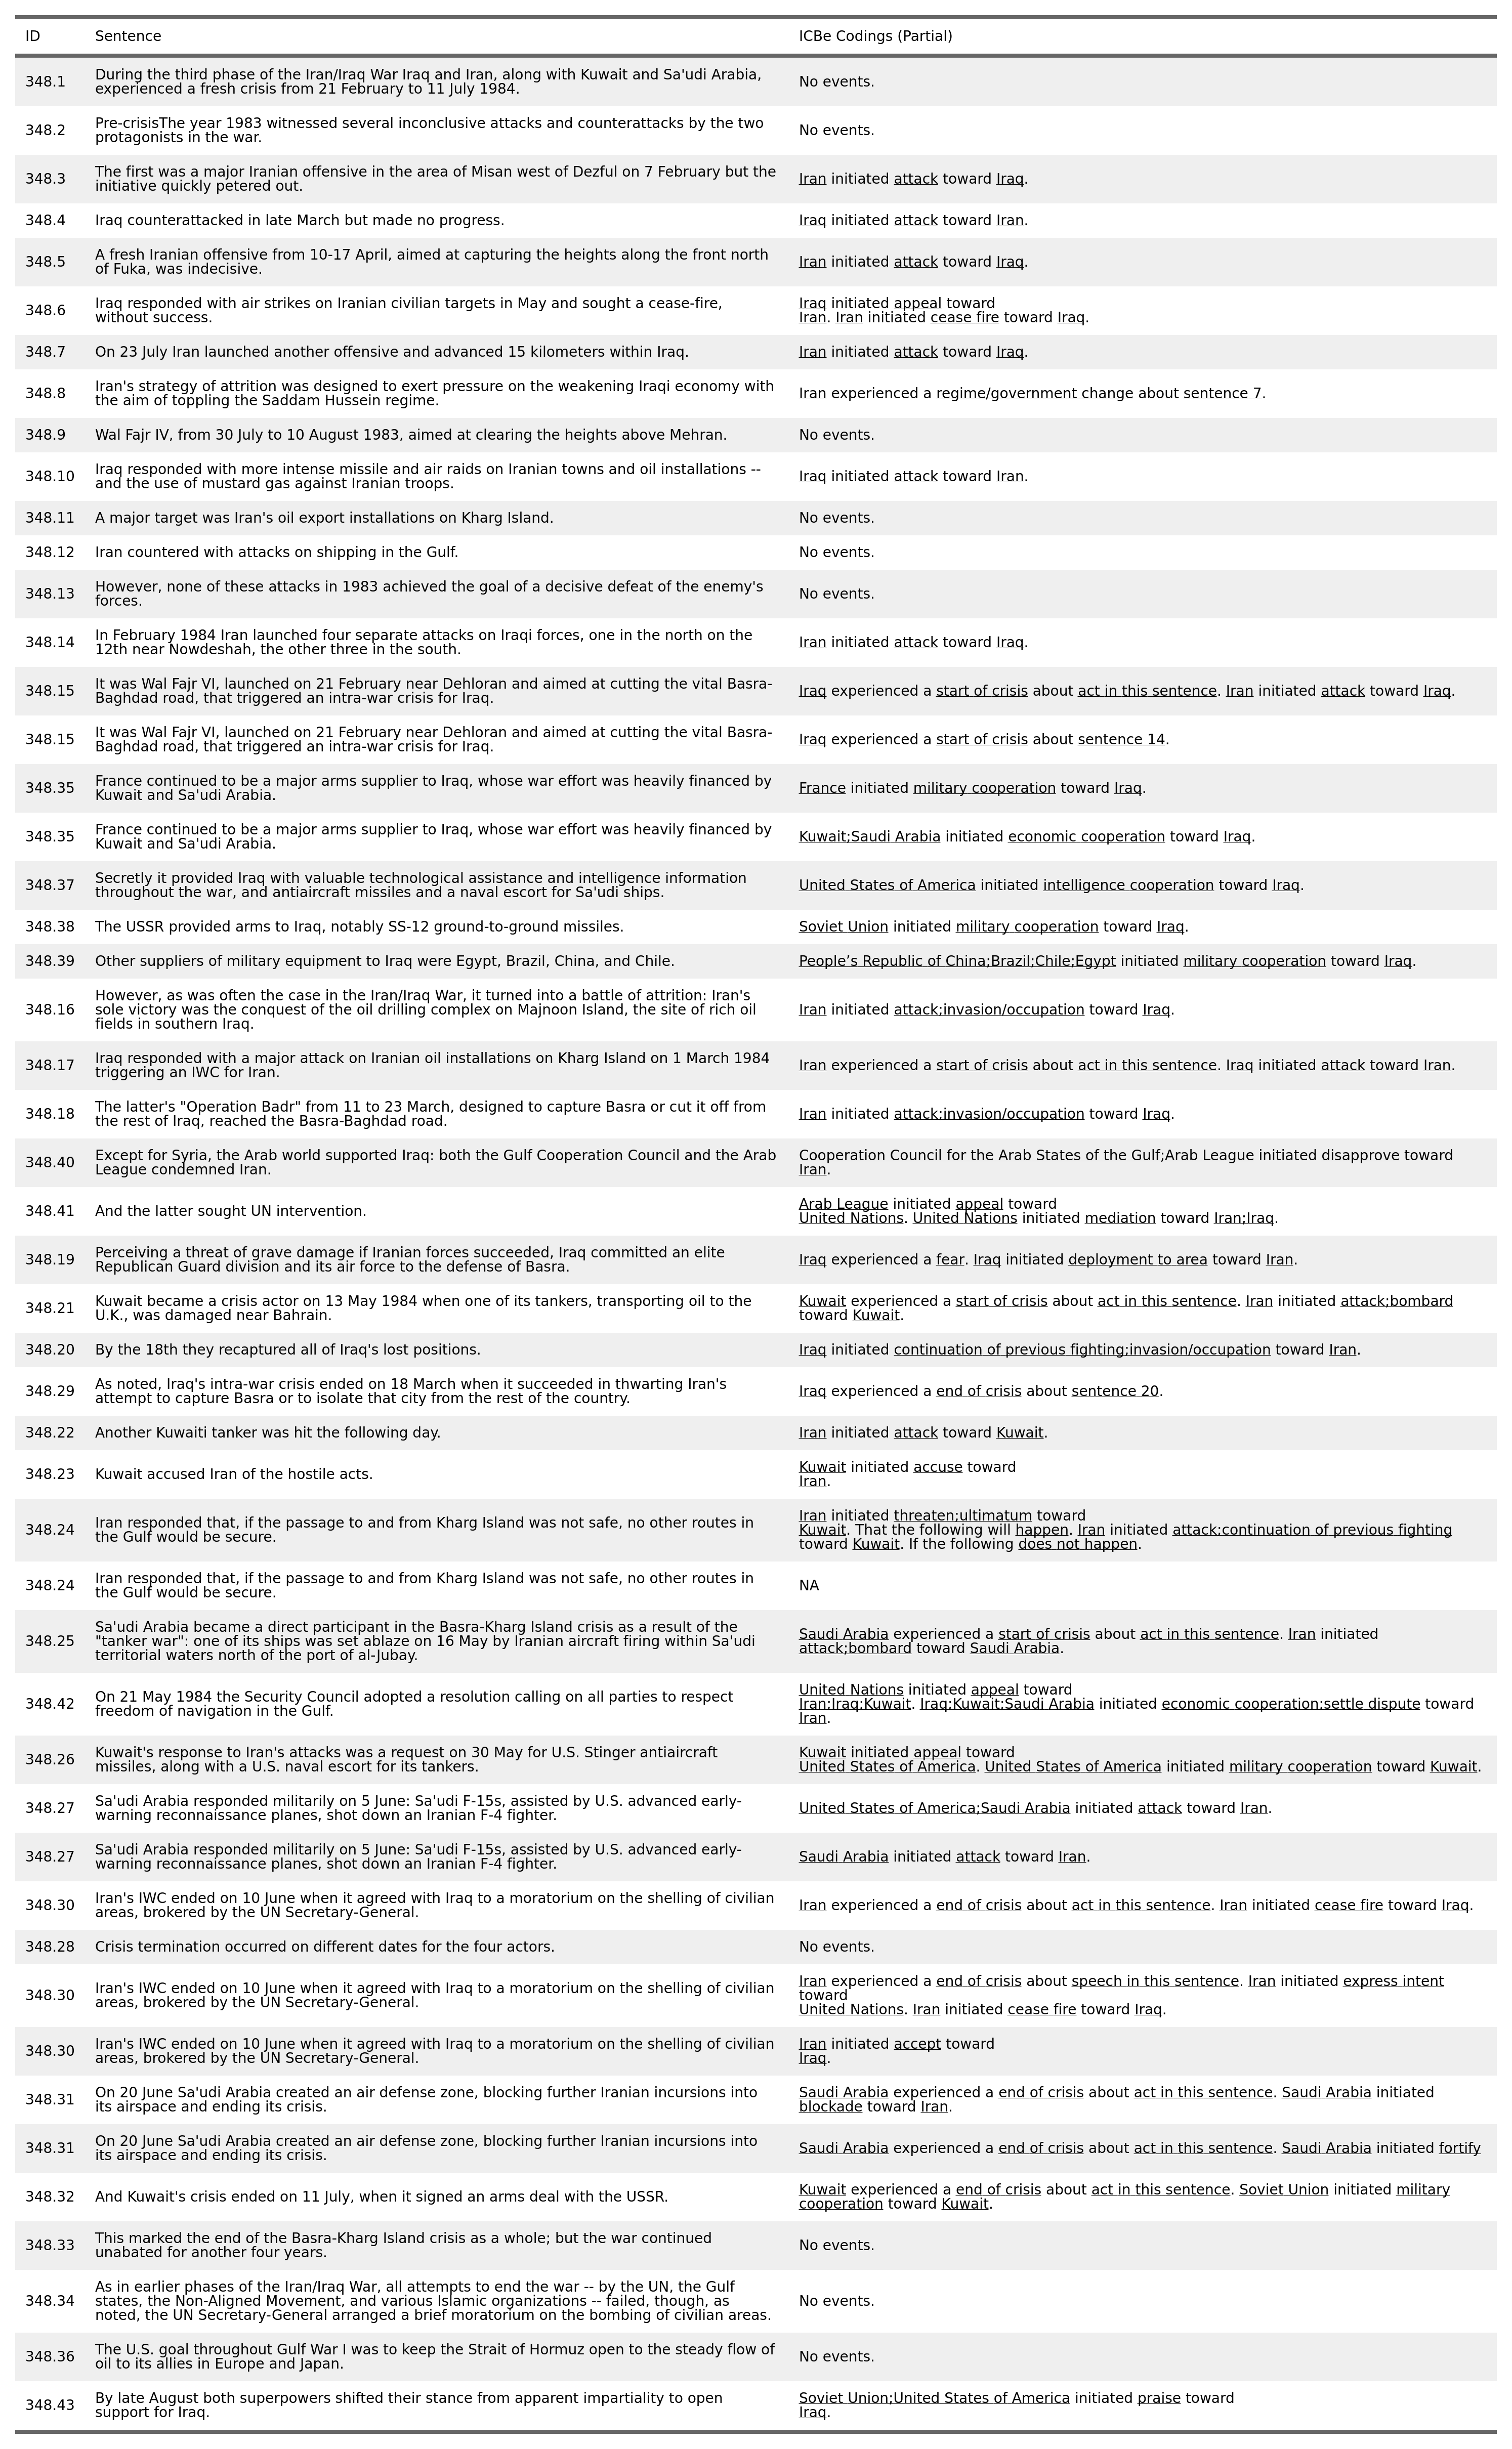 ID Sentence ICBe Codings (Partial)
348.1 During the third phase of the Iran/Iraq War Iraq and Iran, along with Kuwait and Sa'udi Arabia,
experienced a fresh crisis from 21 February to 11 July 1984. No events.
348.2 Pre-crisisThe year 1983 witnessed several inconclusive attacks and counterattacks by the two
protagonists in the war. No events.
348.3 The first was a major Iranian offensive in the area of Misan west of Dezful on 7 February but the
initiative quickly petered out. Iran initiated attack toward Iraq.
348.4 Iraq counterattacked in late March but made no progress. Iraq initiated attack toward Iran.
348.5 A fresh Iranian offensive from 10-17 April, aimed at capturing the heights along the front north
of Fuka, was indecisive. Iran initiated attack toward Iraq.
348.6 Iraq responded with air strikes on Iranian civilian targets in May and sought a cease-fire,
without success. Iraq initiated appeal toward
Iran. Iran initiated cease fire toward Iraq.
348.7 On 23 July Iran launched another offensive and advanced 15 kilometers within Iraq. Iran initiated attack toward Iraq.
348.8 Iran's strategy of attrition was designed to exert pressure on the weakening Iraqi economy with
the aim of toppling the Saddam Hussein regime. Iran experienced a regime/government change about sentence 7.
348.9 Wal Fajr IV, from 30 July to 10 August 1983, aimed at clearing the heights above Mehran. No events.
348.10 Iraq responded with more intense missile and air raids on Iranian towns and oil installations --
and the use of mustard gas against Iranian troops. Iraq initiated attack toward Iran.
348.11 A major target was Iran's oil export installations on Kharg Island. No events.
348.12 Iran countered with attacks on shipping in the Gulf. No events.
348.13 However, none of these attacks in 1983 achieved the goal of a decisive defeat of the enemy's
forces. No events.
348.14 In February 1984 Iran launched four separate attacks on Iraqi forces, one in the north on the
12th near Nowdeshah, the other three in the south. Iran initiated attack toward Iraq.
348.15 It was Wal Fajr VI, launched on 21 February near Dehloran and aimed at cutting the vital Basra-
Baghdad road, that triggered an intra-war crisis for Iraq. Iraq experienced a start of crisis about act in this sentence. Iran initiated attack toward Iraq.
348.15 It was Wal Fajr VI, launched on 21 February near Dehloran and aimed at cutting the vital Basra-
Baghdad road, that triggered an intra-war crisis for Iraq. Iraq experienced a start of crisis about sentence 14.
348.35 France continued to be a major arms supplier to Iraq, whose war effort was heavily financed by
Kuwait and Sa'udi Arabia. France initiated military cooperation toward Iraq.
348.35 France continued to be a major arms supplier to Iraq, whose war effort was heavily financed by
Kuwait and Sa'udi Arabia. Kuwait;Saudi Arabia initiated economic cooperation toward Iraq.
348.37 Secretly it provided Iraq with valuable technological assistance and intelligence information
throughout the war, and antiaircraft missiles and a naval escort for Sa'udi ships. United States of America initiated intelligence cooperation toward Iraq.
348.38 The USSR provided arms to Iraq, notably SS-12 ground-to-ground missiles. Soviet Union initiated military cooperation toward Iraq.
348.39 Other suppliers of military equipment to Iraq were Egypt, Brazil, China, and Chile. People’s Republic of China;Brazil;Chile;Egypt initiated military cooperation toward Iraq.
348.16 However, as was often the case in the Iran/Iraq War, it turned into a battle of attrition: Iran's
sole victory was the conquest of the oil drilling complex on Majnoon Island, the site of rich oil
fields in southern Iraq. Iran initiated attack;invasion/occupation toward Iraq.
348.17 Iraq responded with a major attack on Iranian oil installations on Kharg Island on 1 March 1984
triggering an IWC for Iran. Iran experienced a start of crisis about act in this sentence. Iraq initiated attack toward Iran.
348.18 The latter's "Operation Badr" from 11 to 23 March, designed to capture Basra or cut it off from
the rest of Iraq, reached the Basra-Baghdad road. Iran initiated attack;invasion/occupation toward Iraq.
348.40 Except for Syria, the Arab world supported Iraq: both the Gulf Cooperation Council and the Arab
League condemned Iran. Cooperation Council for the Arab States of the Gulf;Arab League initiated disapprove toward
Iran.
348.41 And the latter sought UN intervention. Arab League initiated appeal toward
United Nations. United Nations initiated mediation toward Iran;Iraq.
348.19 Perceiving a threat of grave damage if Iranian forces succeeded, Iraq committed an elite
Republican Guard division and its air force to the defense of Basra. Iraq experienced a fear. Iraq initiated deployment to area toward Iran.
348.21 Kuwait became a crisis actor on 13 May 1984 when one of its tankers, transporting oil to the
U.K., was damaged near Bahrain. Kuwait experienced a start of crisis about act in this sentence. Iran initiated attack;bombard
toward Kuwait.
348.20 By the 18th they recaptured all of Iraq's lost positions. Iraq initiated continuation of previous fighting;invasion/occupation toward Iran.
348.29 As noted, Iraq's intra-war crisis ended on 18 March when it succeeded in thwarting Iran's
attempt to capture Basra or to isolate that city from the rest of the country. Iraq experienced a end of crisis about sentence 20.
348.22 Another Kuwaiti tanker was hit the following day. Iran initiated attack toward Kuwait.
348.23 Kuwait accused Iran of the hostile acts. Kuwait initiated accuse toward
Iran.
348.24 Iran responded that, if the passage to and from Kharg Island was not safe, no other routes in
the Gulf would be secure. Iran initiated threaten;ultimatum toward
Kuwait. That the following will happen. Iran initiated attack;continuation of previous fighting
toward Kuwait. If the following does not happen.
348.24 Iran responded that, if the passage to and from Kharg Island was not safe, no other routes in
the Gulf would be secure. NA
348.25 Sa'udi Arabia became a direct participant in the Basra-Kharg Island crisis as a result of the
"tanker war": one of its ships was set ablaze on 16 May by Iranian aircraft firing within Sa'udi
territorial waters north of the port of al-Jubay. Saudi Arabia experienced a start of crisis about act in this sentence. Iran initiated
attack;bombard toward Saudi Arabia.
348.42 On 21 May 1984 the Security Council adopted a resolution calling on all parties to respect
freedom of navigation in the Gulf. United Nations initiated appeal toward
Iran;Iraq;Kuwait. Iraq;Kuwait;Saudi Arabia initiated economic cooperation;settle dispute toward
Iran.
348.26 Kuwait's response to Iran's attacks was a request on 30 May for U.S. Stinger antiaircraft
missiles, along with a U.S. naval escort for its tankers. Kuwait initiated appeal toward
United States of America. United States of America initiated military cooperation toward Kuwait.
348.27 Sa'udi Arabia responded militarily on 5 June: Sa'udi F-15s, assisted by U.S. advanced early-
warning reconnaissance planes, shot down an Iranian F-4 fighter. United States of America;Saudi Arabia initiated attack toward Iran.
348.27 Sa'udi Arabia responded militarily on 5 June: Sa'udi F-15s, assisted by U.S. advanced early-
warning reconnaissance planes, shot down an Iranian F-4 fighter. Saudi Arabia initiated attack toward Iran.
348.30 Iran's IWC ended on 10 June when it agreed with Iraq to a moratorium on the shelling of civilian
areas, brokered by the UN Secretary-General. Iran experienced a end of crisis about act in this sentence. Iran initiated cease fire toward Iraq.
348.28 Crisis termination occurred on different dates for the four actors. No events.
348.30 Iran's IWC ended on 10 June when it agreed with Iraq to a moratorium on the shelling of civilian
areas, brokered by the UN Secretary-General. Iran experienced a end of crisis about speech in this sentence. Iran initiated express intent
toward
United Nations. Iran initiated cease fire toward Iraq.
348.30 Iran's IWC ended on 10 June when it agreed with Iraq to a moratorium on the shelling of civilian
areas, brokered by the UN Secretary-General. Iran initiated accept toward
Iraq.
348.31 On 20 June Sa'udi Arabia created an air defense zone, blocking further Iranian incursions into
its airspace and ending its crisis. Saudi Arabia experienced a end of crisis about act in this sentence. Saudi Arabia initiated
blockade toward Iran.
348.31 On 20 June Sa'udi Arabia created an air defense zone, blocking further Iranian incursions into
its airspace and ending its crisis. Saudi Arabia experienced a end of crisis about act in this sentence. Saudi Arabia initiated fortify
348.32 And Kuwait's crisis ended on 11 July, when it signed an arms deal with the USSR. Kuwait experienced a end of crisis about act in this sentence. Soviet Union initiated military
cooperation toward Kuwait.
348.33 This marked the end of the Basra-Kharg Island crisis as a whole; but the war continued
unabated for another four years. No events.
348.34 As in earlier phases of the Iran/Iraq War, all attempts to end the war -- by the UN, the Gulf
states, the Non-Aligned Movement, and various Islamic organizations -- failed, though, as
noted, the UN Secretary-General arranged a brief moratorium on the bombing of civilian areas. No events.
348.36 The U.S. goal throughout Gulf War I was to keep the Strait of Hormuz open to the steady flow of
oil to its allies in Europe and Japan. No events.
348.43 By late August both superpowers shifted their stance from apparent impartiality to open
support for Iraq. Soviet Union;United States of America initiated praise toward
Iraq.